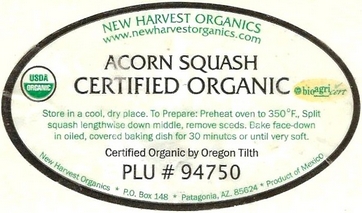 NEW HARVEST ORGANICS
www.newharvestorganics.com
ACORN SQUASH
CERTIFIED ORGANIC
USDA
ORGANIC
bioagricert
Store in a cool, dry place. To Prepare: Preheat oven to 350°F, Split
squash lengthwise down middle, remove seeds. Bake face-down
in oiled, covered baking dish for 30 minutes or until very soft.
Certified Organic by Oregon Tilth
PLU # 94750
New Harvest Organics * P.O. Box 148 * Patagonia, AZ. 85624 * Product of Mexico